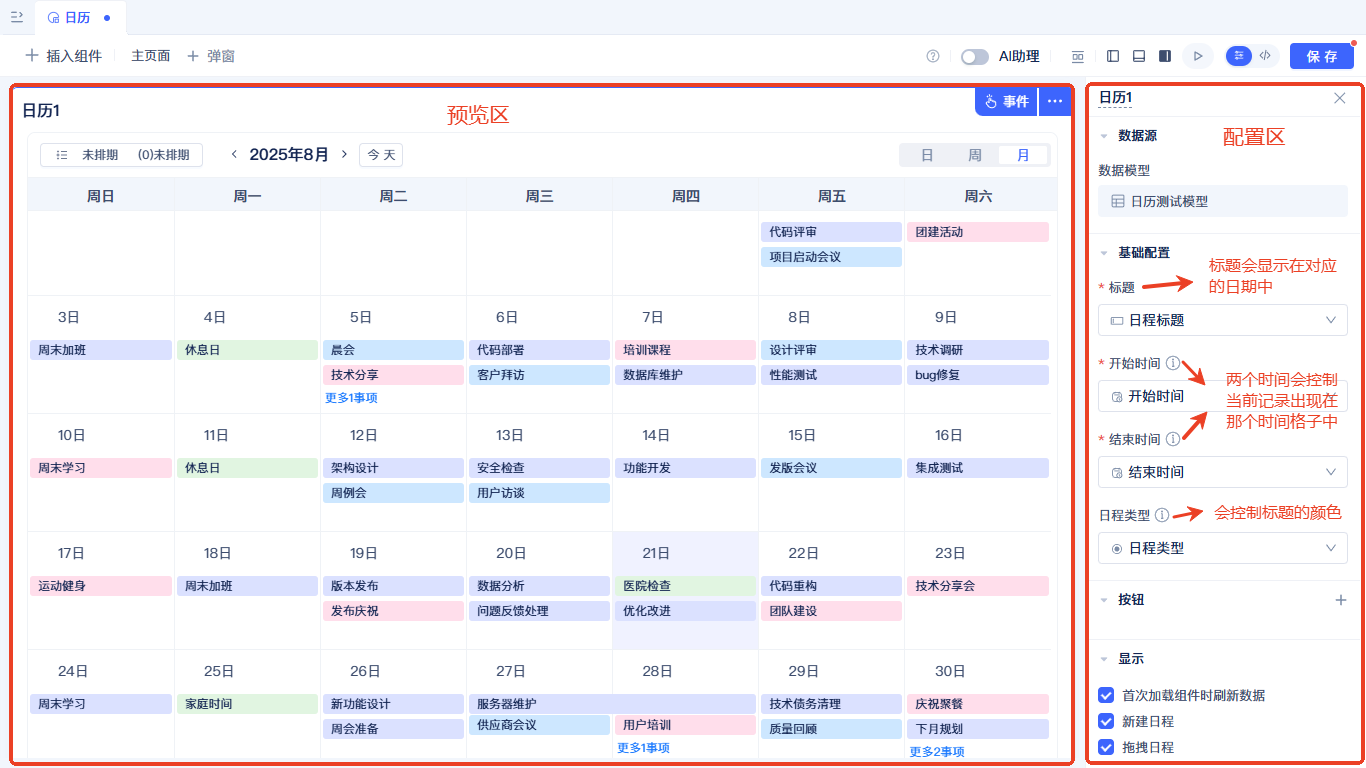 日历
插入组件 主页面 弹窗 AI助理 保存
日历1 预览区 事件 ···
未排期 (0)未排期 2025年8月 今天 日 周 月
周日 周一 周二 周三 周四 周五 周六
代码评审 团建活动
项目启动会议
3日 4日 5日 6日 7日 8日 9日
周末加班 休息日 晨会 代码部署 培训课程 设计评审 技术调研
技术分享 客户拜访 数据库维护 性能测试 bug修复
更多1事项
10日 11日 12日 13日 14日 15日 16日
周末学习 休息日 架构设计 安全检查 功能开发 发版会议 集成测试
周例会 用户访谈
17日 18日 19日 20日 21日 22日 23日
运动健身 周末加班 版本发布 数据分析 医院检查 代码重构 技术分享会
发布庆祝 问题反馈处理 优化改进 团队建设
24日 25日 26日 27日 28日 29日 30日
周末学习 家庭时间 新功能设计 服务器维护 技术债务清理 庆祝聚餐
周会准备 供应商会议 用户培训 质量回顾 下月规划
更多1事项 更多2事项
日历1
数据源 配置区
数据模型
日历测试模型
基础配置
* 标题
标题会显示在对应
的日期中
日程标题
* 开始时间
开始时间
两个时间会控制
当前记录出现在
那个时间格子中
* 结束时间
结束时间
日程类型 会控制标题的颜色
日程类型
按钮
显示
首次加载组件时刷新数据
新建日程
拖拽日程